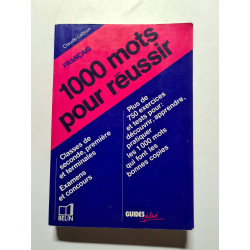 Claude Lebrun
FRANÇAIS
1000 mots
pour réussir
Classes de
seconde, première
et terminales
Examens
et concours
Plus de
750 exercices
et tests pour :
découvrir, apprendre,
pratiquer
les 1000 mots
qui font les
bonnes copies
BELIN
GUIDES plus